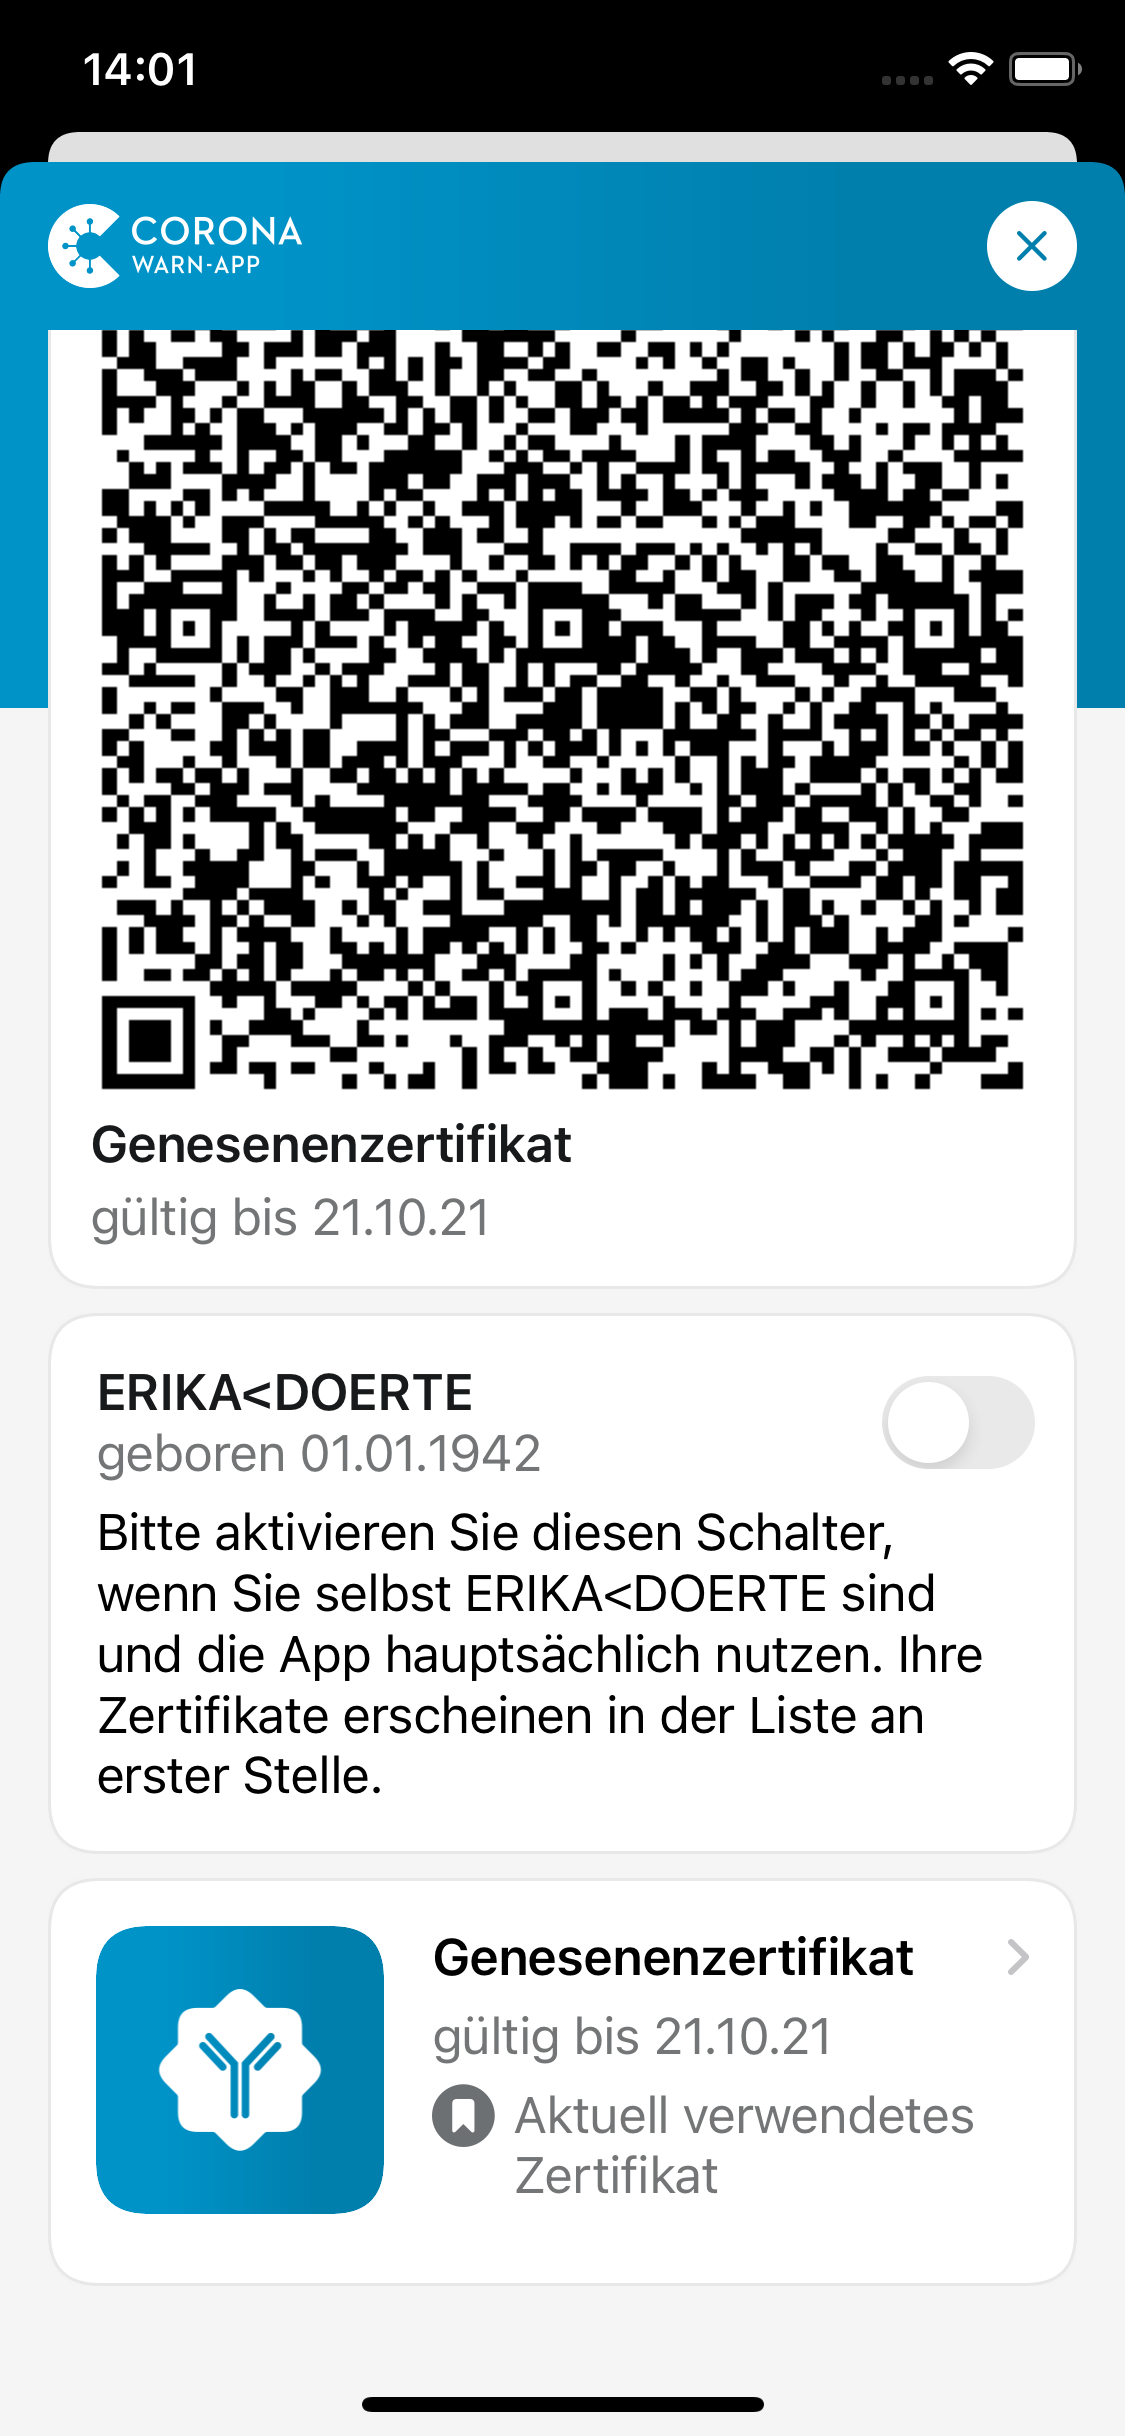 14:01
CORONA
WARN-APP
Genesenenzertifikat
gültig bis 21.10.21
ERIKA<DOERTE
geboren 01.01.1942
Bitte aktivieren Sie diesen Schalter,
wenn Sie selbst ERIKA<DOERTE sind
und die App hauptsächlich nutzen. Ihre
Zertifikate erscheinen in der Liste an
erster Stelle.
Genesenenzertifikat
gültig bis 21.10.21
Aktuell verwendetes
Zertifikat